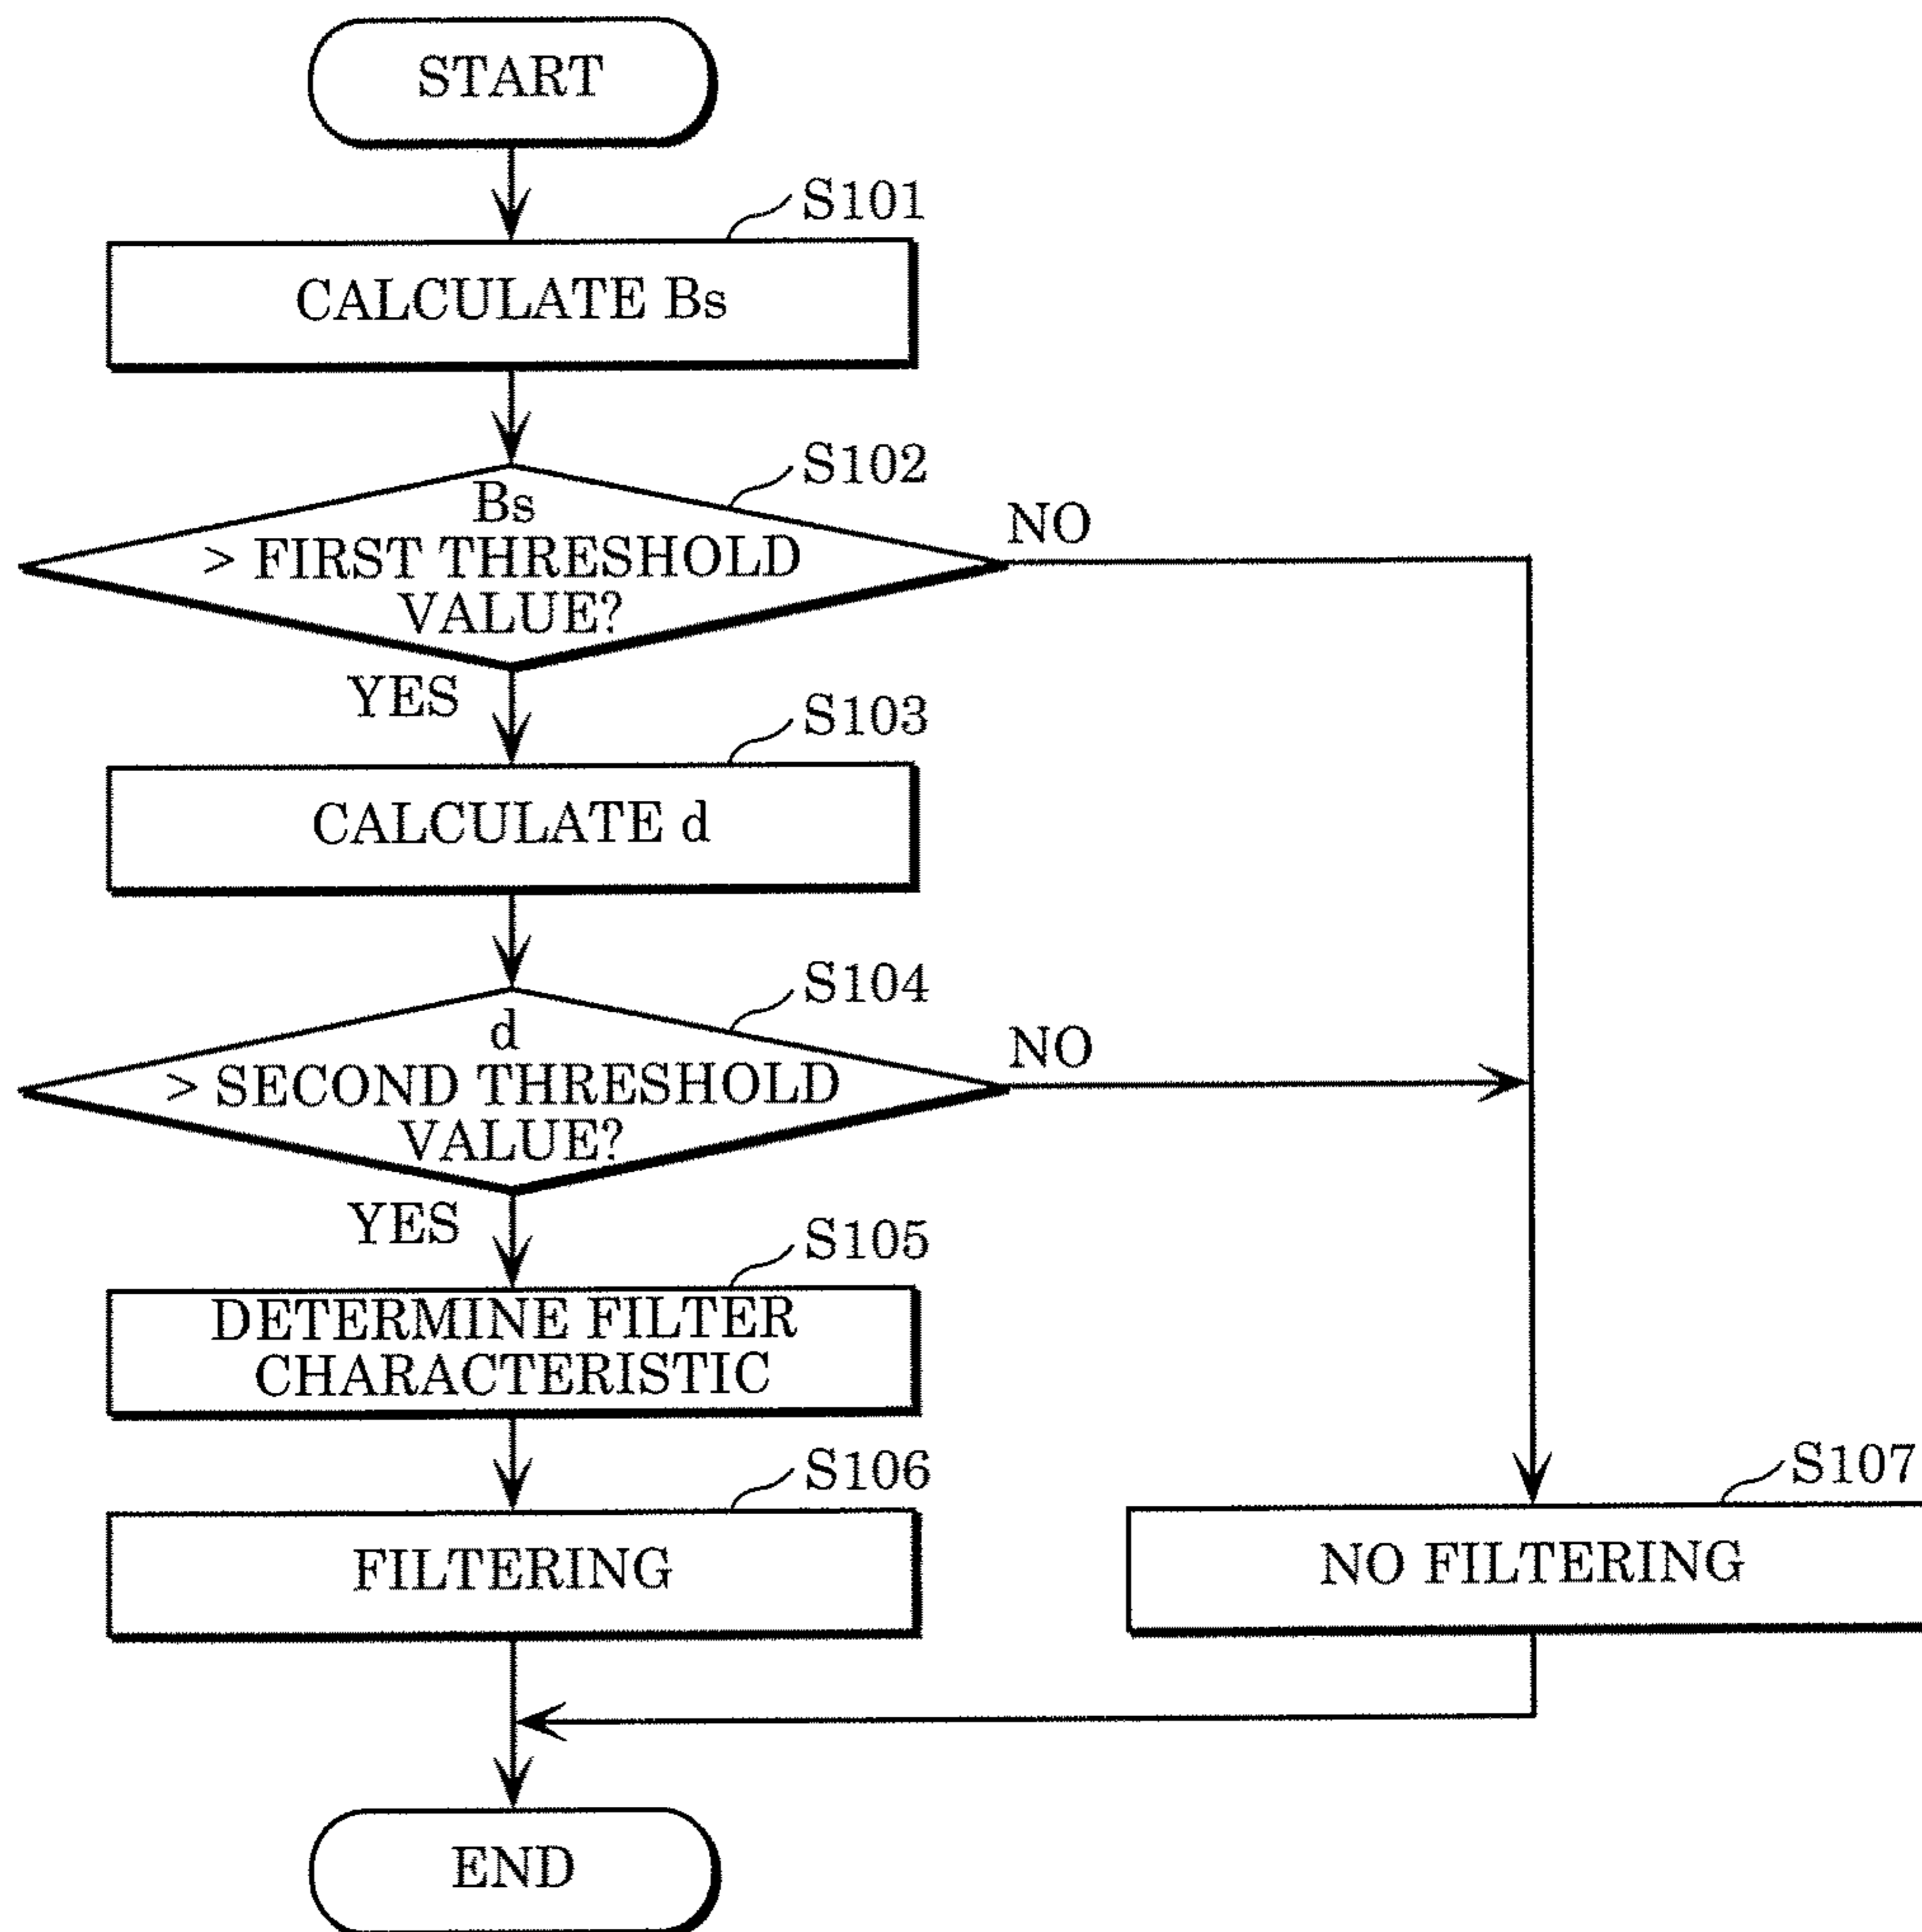 START
S101
CALCULATE Bs
S102
Bs
> FIRST THRESHOLD
VALUE?
NO
YES
S103
CALCULATE d
S104
d
> SECOND THRESHOLD
VALUE?
NO
YES
S105
DETERMINE FILTER
CHARACTERISTIC
S106
FILTERING
S107
NO FILTERING
END